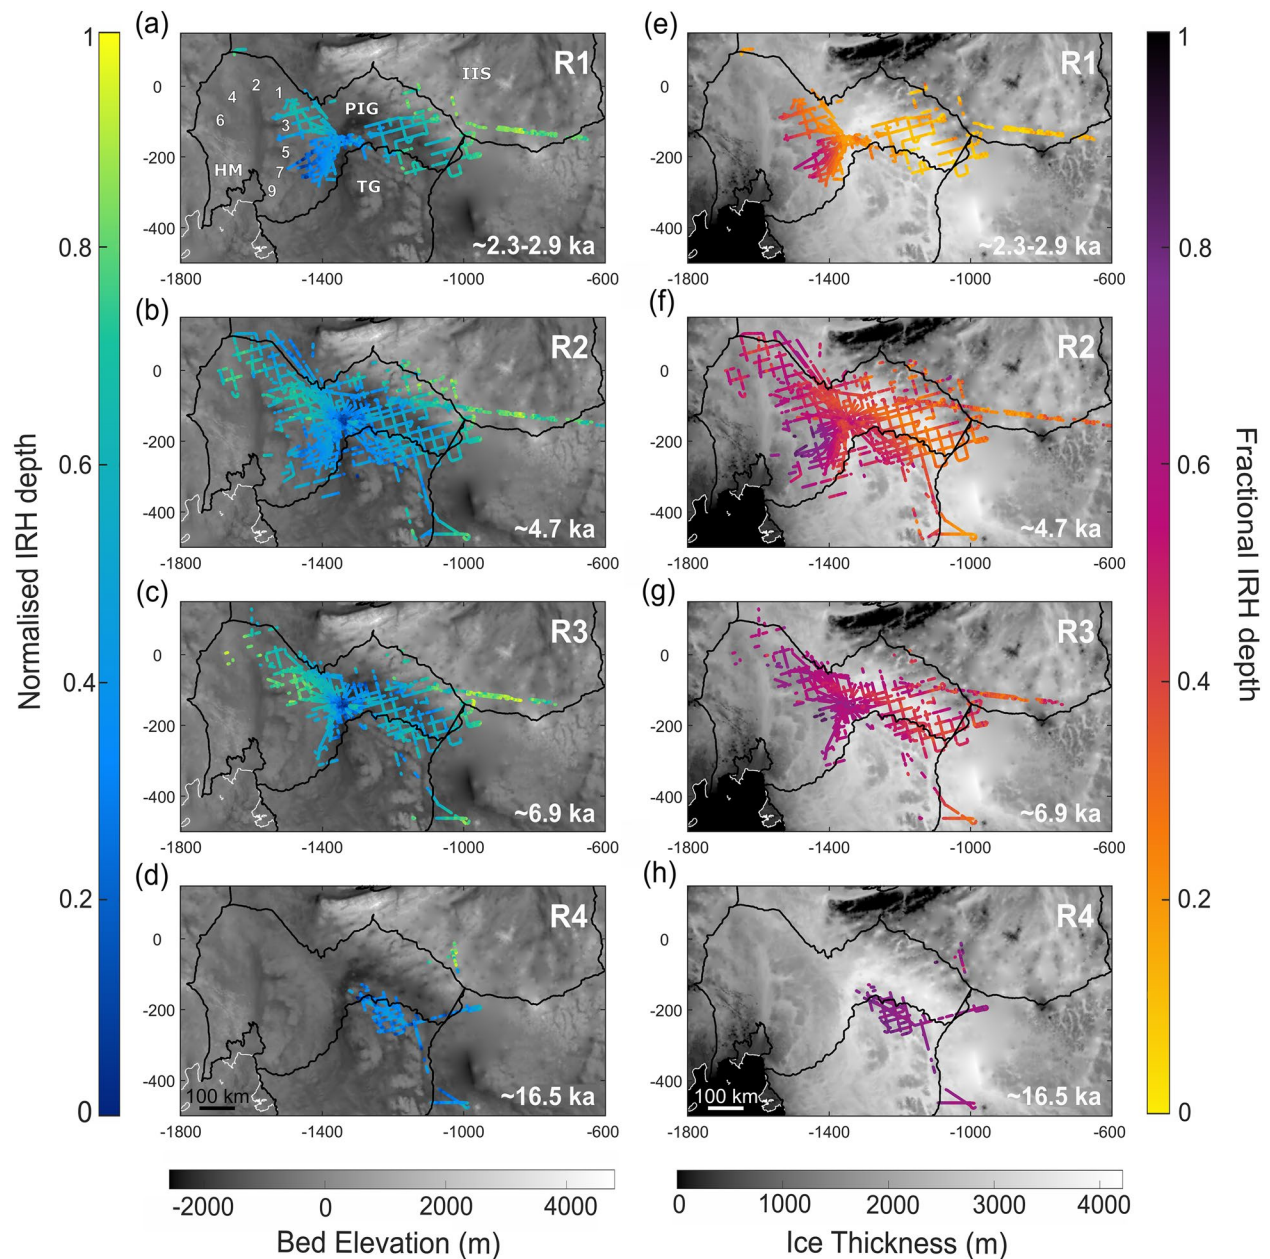 (a)
R1
IIS
PIG
TG
HM
1
2
3
4
5
6
7
9
~2.3-2.9 ka
0
-200
-400
-1800
-1400
-1000
-600
(e)
R1
~2.3-2.9 ka
0
-200
-400
-1800
-1400
-1000
-600
(b)
R2
~4.7 ka
0
-200
-400
-1800
-1400
-1000
-600
(f)
R2
~4.7 ka
0
-200
-400
-1800
-1400
-1000
-600
(c)
R3
~6.9 ka
0
-200
-400
-1800
-1400
-1000
-600
(g)
R3
~6.9 ka
0
-200
-400
-1800
-1400
-1000
-600
(d)
R4
~16.5 ka
100 km
0
-200
-400
-1800
-1400
-1000
-600
(h)
R4
~16.5 ka
100 km
0
-200
-400
-1800
-1400
-1000
-600
Normalised IRH depth
1
0.8
0.6
0.4
0.2
0
Fractional IRH depth
1
0.8
0.6
0.4
0.2
0
-2000
0
2000
4000
Bed Elevation (m)
0
1000
2000
3000
4000
Ice Thickness (m)